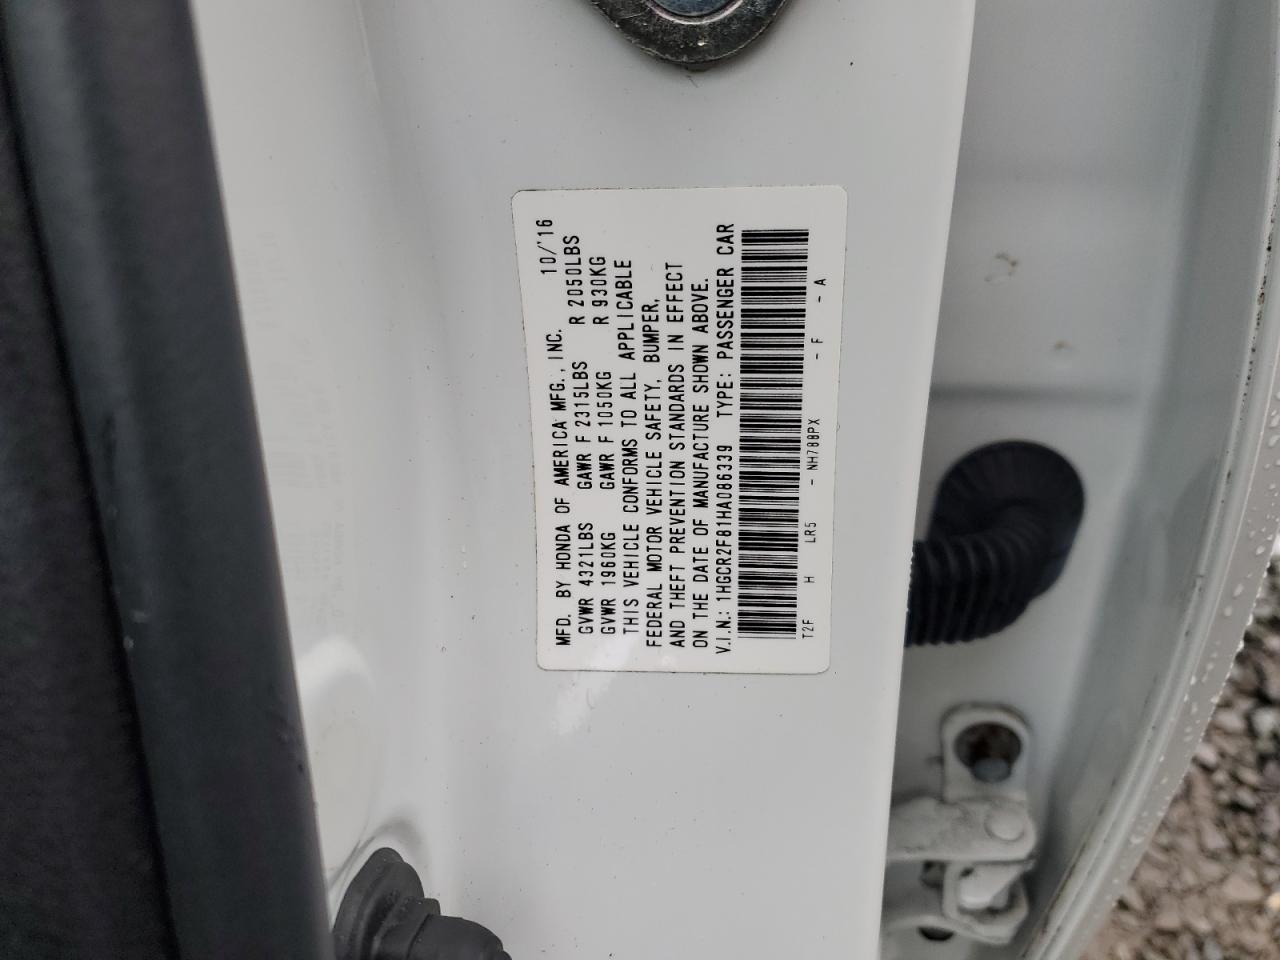 MFD. BY HONDA OF AMERICA MFG., INC. 10/'16
GVWR 4321LBS GAWR F 2315LBS R 2050LBS
GVWR 1960KG GAWR F 1050KG R 930KG
THIS VEHICLE CONFORMS TO ALL APPLICABLE
FEDERAL MOTOR VEHICLE SAFETY, BUMPER,
AND THEFT PREVENTION STANDARDS IN EFFECT
ON THE DATE OF MANUFACTURE SHOWN ABOVE.
V.I.N.: 1HGCR2F81HA086339 TYPE: PASSENGER CAR
T2F H LR5 - NH788PX - F - A